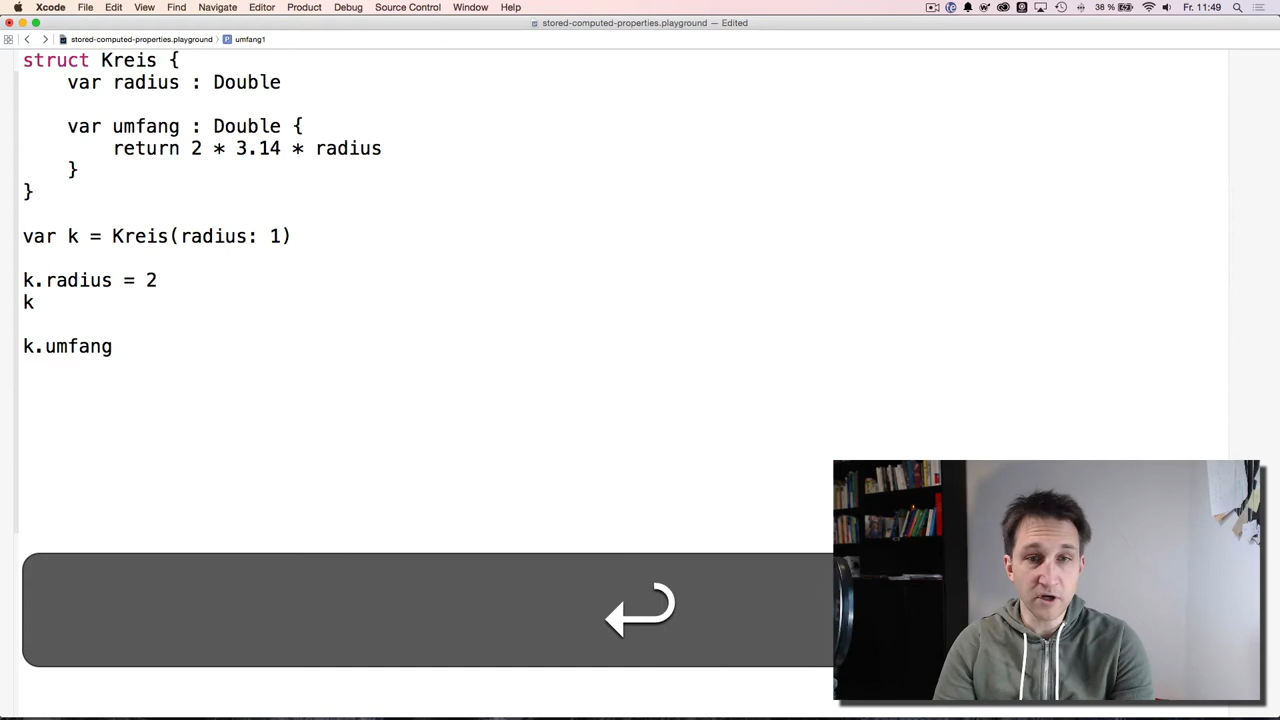 Xcode File Edit View Find Navigate Editor Product Debug Source Control Window Help 38 % Fr. 11:49
stored-computed-properties.playground — Edited
stored-computed-properties.playground umfang1
struct Kreis {
var radius : Double
var umfang : Double {
return 2 * 3.14 * radius
}
}
var k = Kreis(radius: 1)
k.radius = 2
k
k.umfang